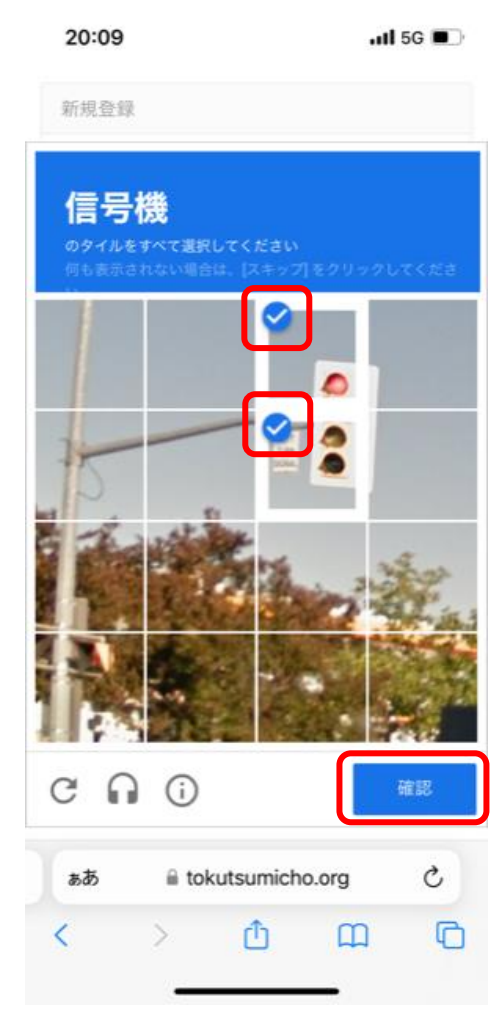 20:09
5G
新規登録
信号機
のタイルをすべて選択してください
何も表示されない場合は、[スキップ] をクリックしてくださ
確認
ぁあ
tokutsumicho.org